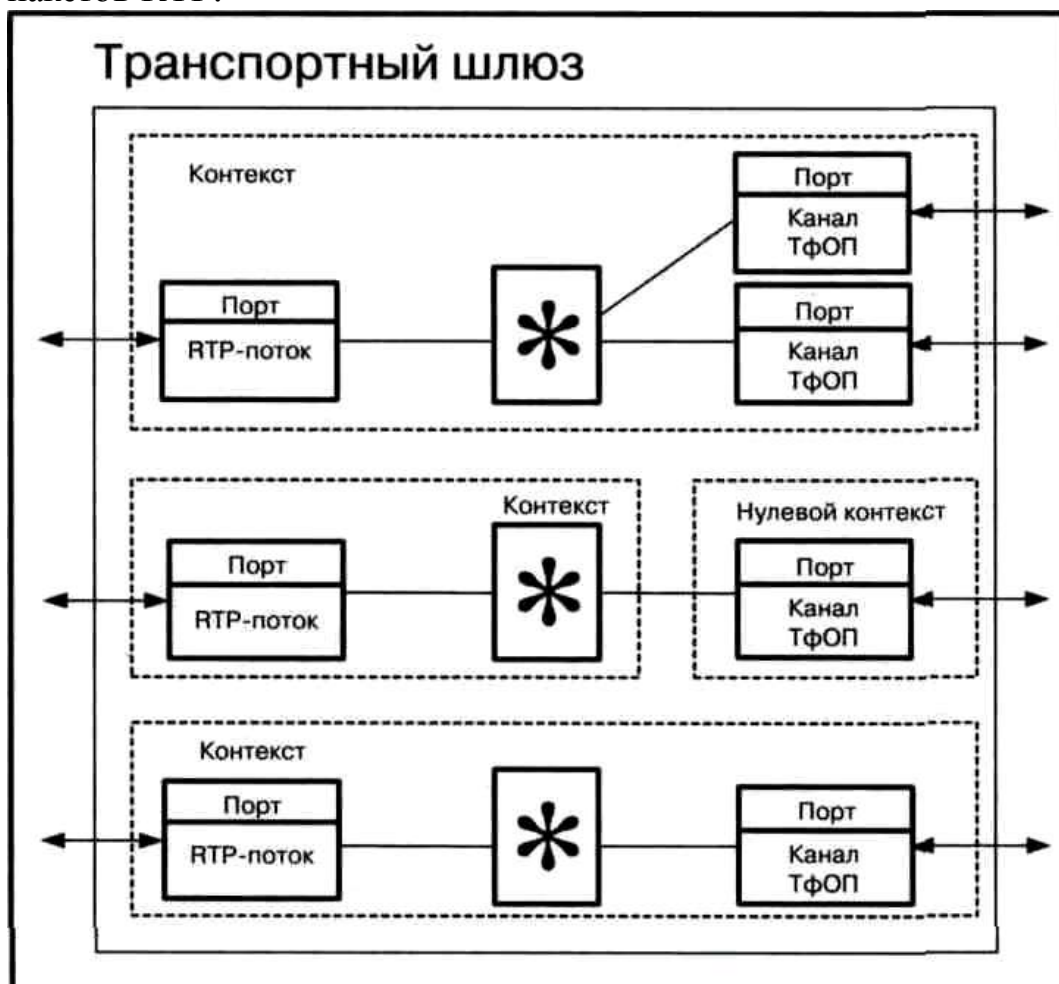 Транспортный шлюз
Контекст
Порт
Канал
ТфОП
Порт
RTP-поток
Порт
Канал
ТфОП
Контекст
Нулевой контекст
Порт
RTP-поток
Порт
Канал
ТфОП
Контекст
Порт
RTP-поток
Порт
Канал
ТфОП